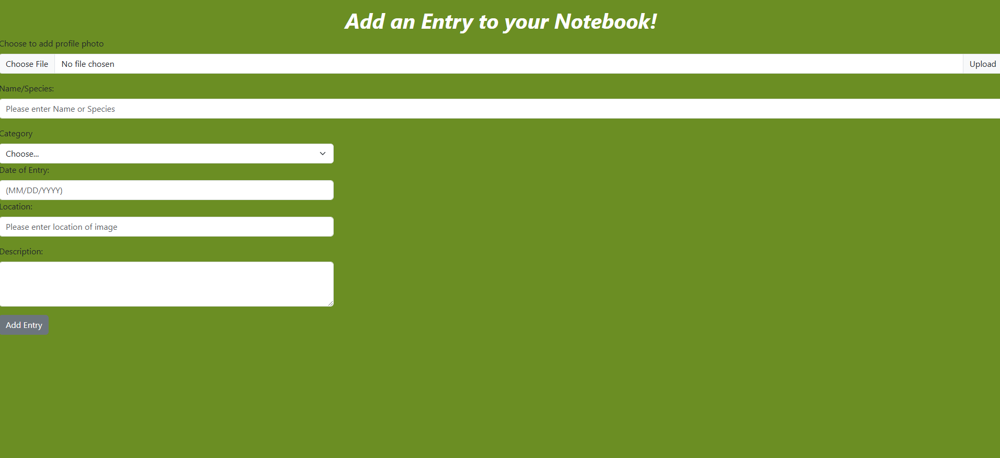 Add an Entry to your Notebook!
Choose to add profile photo
Choose File No file chosen Upload
Name/Species:
Please enter Name or Species
Category
Choose...
Date of Entry:
(MM/DD/YYYY)
Location:
Please enter location of image
Description:
Add Entry